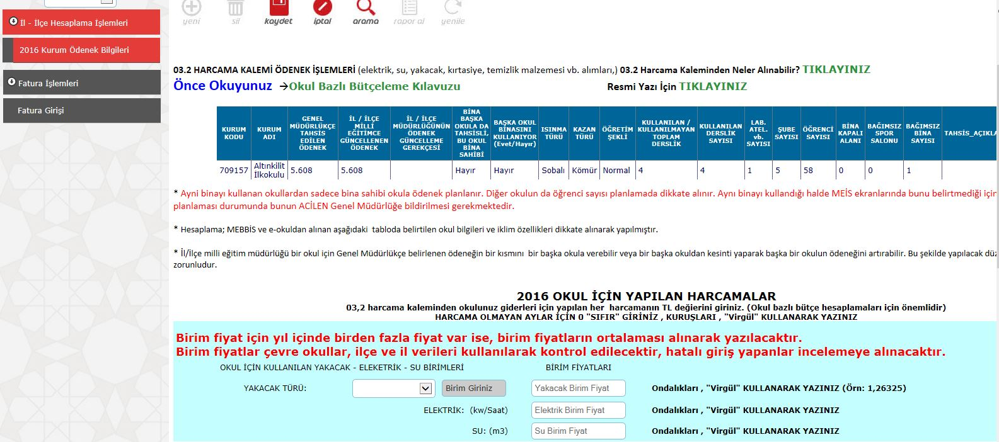 yeni sil kaydet iptal arama rapor al yenile
İl - İlçe Hesaplama İşlemleri
2016 Kurum Ödenek Bilgileri
Fatura İşlemleri
Fatura Girişi
03.2 HARCAMA KALEMİ ÖDENEK İŞLEMLERİ (elektrik, su, yakacak, kırtasiye, temizlik malzemesi vb. alımları,) 03.2 Harcama Kaleminden Neler Alınabilir? TIKLAYINIZ
Önce Okuyunuz →Okul Bazlı Bütçeleme Kılavuzu Resmi Yazı İçin TIKLAYINIZ
KURUM KODU
KURUM ADI
GENEL MÜDÜRLÜKÇE TAHSİS EDİLEN ÖDENEK
İL / İLÇE MİLLİ EĞİTİMCE GÜNCELLENEN ÖDENEK
İL / İLÇE MÜDÜRLÜĞÜNÜN ÖDENEK GÜNCELLEME GEREKÇESİ
BİNA BAŞKA OKULA DA TAHSİSLİ, BU OKUL BİNA SAHİBİ
BAŞKA OKUL BİNASINI KULLANIYOR (Evet/Hayır)
ISINMA TÜRÜ
KAZAN TÜRÜ
ÖĞRETİM ŞEKLİ
KULLANILAN / KULLANILMAYAN TOPLAM DERSLİK
KULLANILAN DERSLİK SAYISI
LAB. ATEL. vb. SAYISI
ŞUBE SAYISI
ÖĞRENCİ SAYISI
BİNA KAPALI ALANI
BAĞIMSIZ SPOR SALONU
BAĞIMSIZ BİNA SAYISI
TAHSİS_AÇIKLA
709157 Altınkilit İlkokulu 5.608 5.608 Hayır Hayır Sobalı Kömür Normal 4 4 1 5 58 0 0 1
* Ayni binayı kullanan okullardan sadece bina sahibi okula ödenek planlanır. Diğer okulun da öğrenci sayısı planlamada dikkate alınır. Aynı binayı kullandığı halde MEİS ekranlarında bunu belirtmediği için
planlaması durumunda bunun ACİLEN Genel Müdürlüğe bildirilmesi gerekmektedir.
* Hesaplama; MEBBİS ve e-okuldan alınan aşağıdaki tabloda belirtilen okul bilgileri ve iklim özellikleri dikkate alınarak yapılmıştır.
* İl/İlçe milli eğitim müdürlüğü bir okul için Genel Müdürlükçe belirlenen ödeneğin bir kısmını bir başka okula verebilir veya bir başka okuldan kesinti yaparak başka bir okulun ödeneğini artırabilir. Bu şekilde yapılacak düz
zorunludur.
2016 OKUL İÇİN YAPILAN HARCAMALAR
03,2 harcama kaleminden okulunuz giderleri için yapılan her harcamanın TL değierini giriniz. (Okul bazlı bütçe hesaplamaları için önemlidir)
HARCAMA OLMAYAN AYLAR İÇİN 0 "SIFIR" GİRİNİZ , KURUŞLARI , "Virgül" KULLANARAK YAZINIZ
Birim fiyat için yıl içinde birden fazla fiyat var ise, birim fiyatların ortalaması alınarak yazılacaktır.
Birim fiyatlar çevre okullar, ilçe ve il verileri kullanılarak kontrol edilecektir, hatalı giriş yapanlar incelemeye alınacaktır.
OKUL İÇİN KULLANILAN YAKACAK - ELEKETRİK - SU BİRİMLERİ BİRİM FİYATLARI
YAKACAK TÜRÜ: Birim Giriniz Yakacak Birim Fiyat Ondalıkları , "Virgül" KULLANARAK YAZINIZ (Örn: 1,26325)
ELEKTRİK: (kw/Saat) Elektrik Birim Fiyat Ondalıkları , "Virgül" KULLANARAK YAZINIZ
SU: (m3) Su Birim Fiyat Ondalıkları , "Virgül" KULLANARAK YAZINIZ